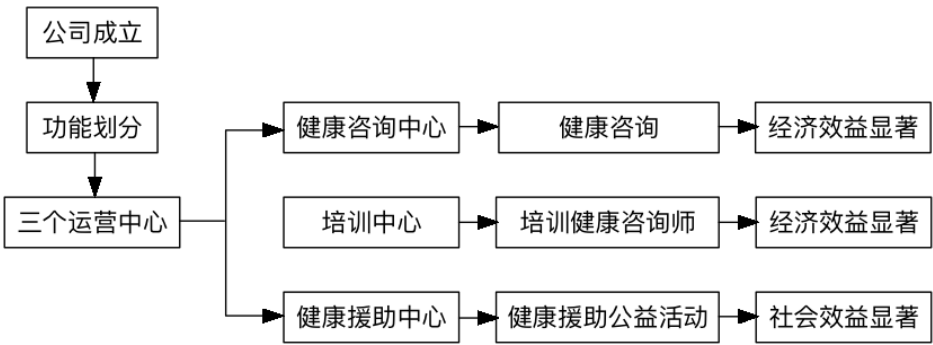 公司成立
功能划分
三个运营中心
健康咨询中心
健康咨询
经济效益显著
培训中心
培训健康咨询师
经济效益显著
健康援助中心
健康援助公益活动
社会效益显著